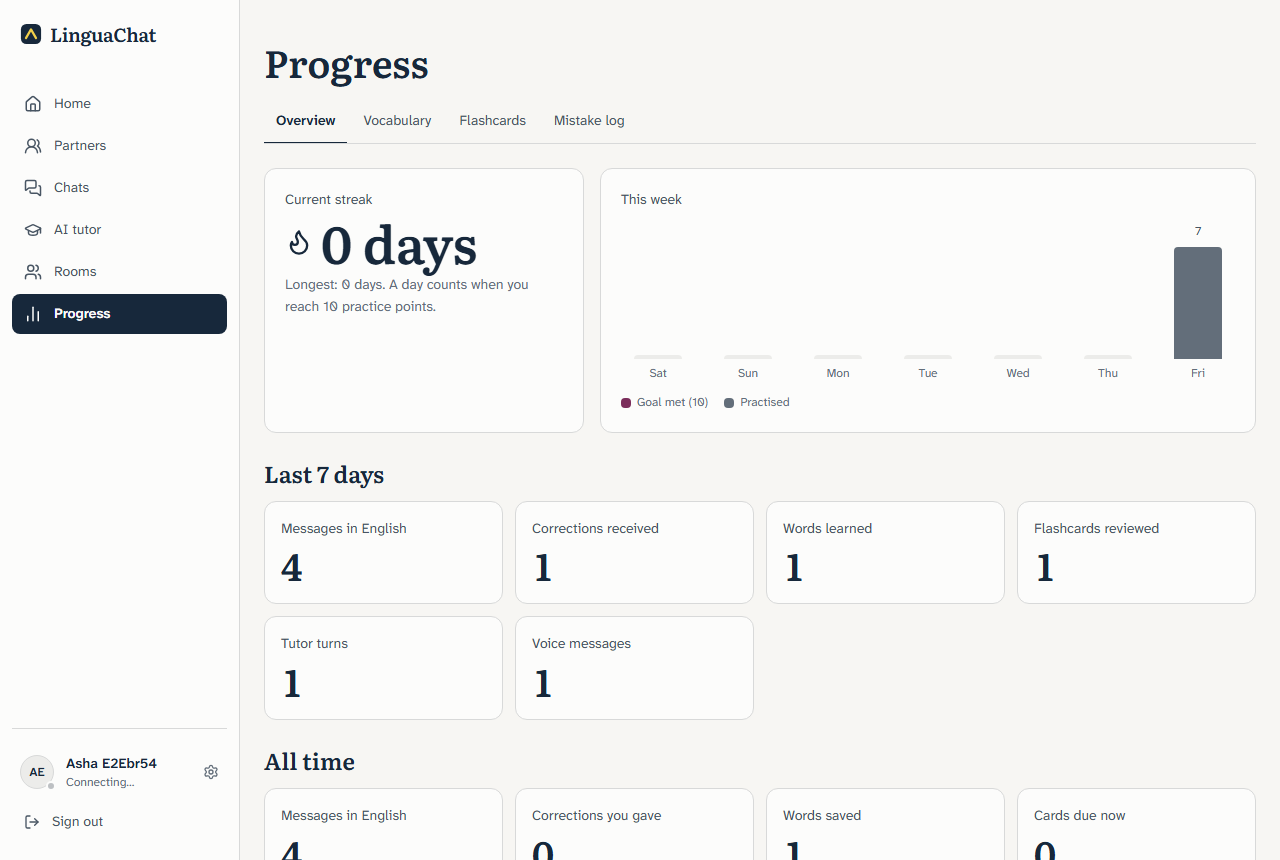 LinguaChat
Home
Partners
Chats
AI tutor
Rooms
Progress
Asha E2Ebr54
AE
Connecting...
Sign out
Progress
Overview
Vocabulary
Flashcards
Mistake log
Current streak
0 days
Longest: 0 days. A day counts when you
reach 10 practice points.
This week
7
Sat
Sun
Mon
Tue
Wed
Thu
Fri
Goal met (10)
Practised
Last 7 days
Messages in English
4
Corrections received
1
Words learned
1
Flashcards reviewed
1
Tutor turns
1
Voice messages
1
All time
Messages in English
4
Corrections you gave
0
Words saved
1
Cards due now
0